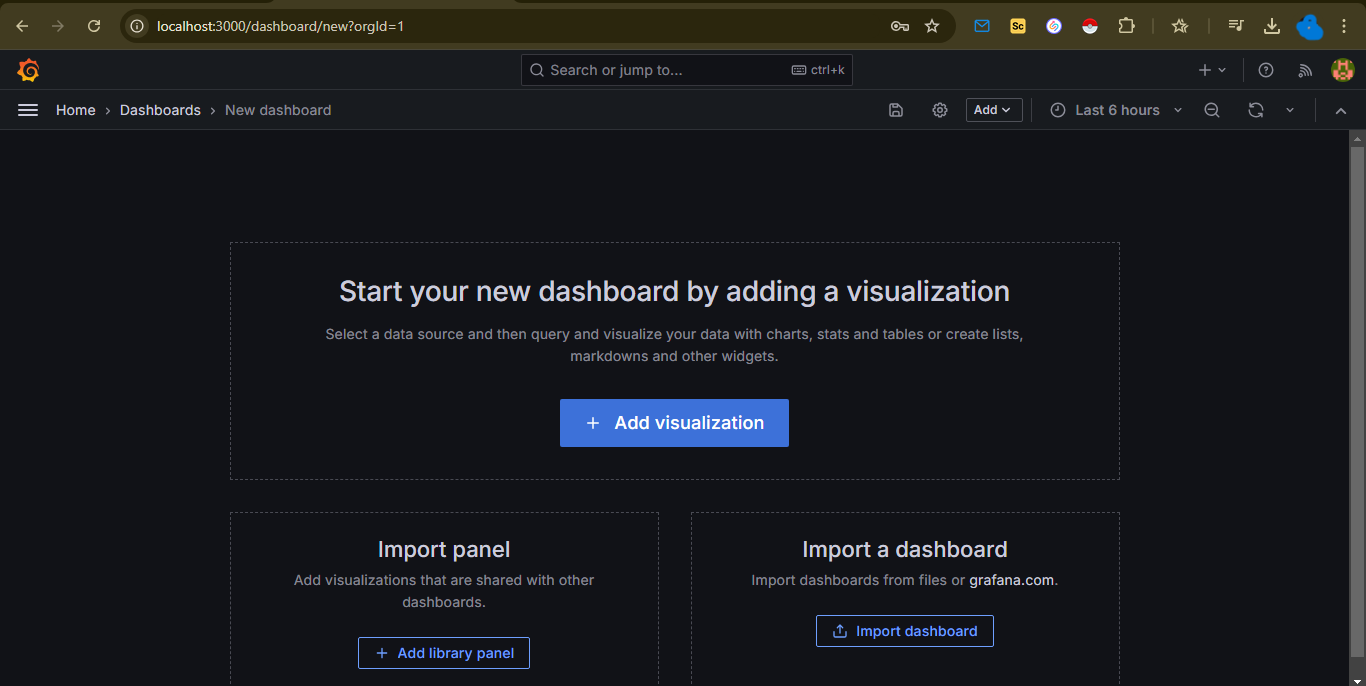 localhost:3000/dashboard/new?orgId=1
Sc
Search or jump to... ctrl+k
Home > Dashboards > New dashboard Add Last 6 hours
Start your new dashboard by adding a visualization
Select a data source and then query and visualize your data with charts, stats and tables or create lists,
markdowns and other widgets.
+ Add visualization
Import panel
Add visualizations that are shared with other
dashboards.
+ Add library panel
Import a dashboard
Import dashboards from files or grafana.com.
Import dashboard